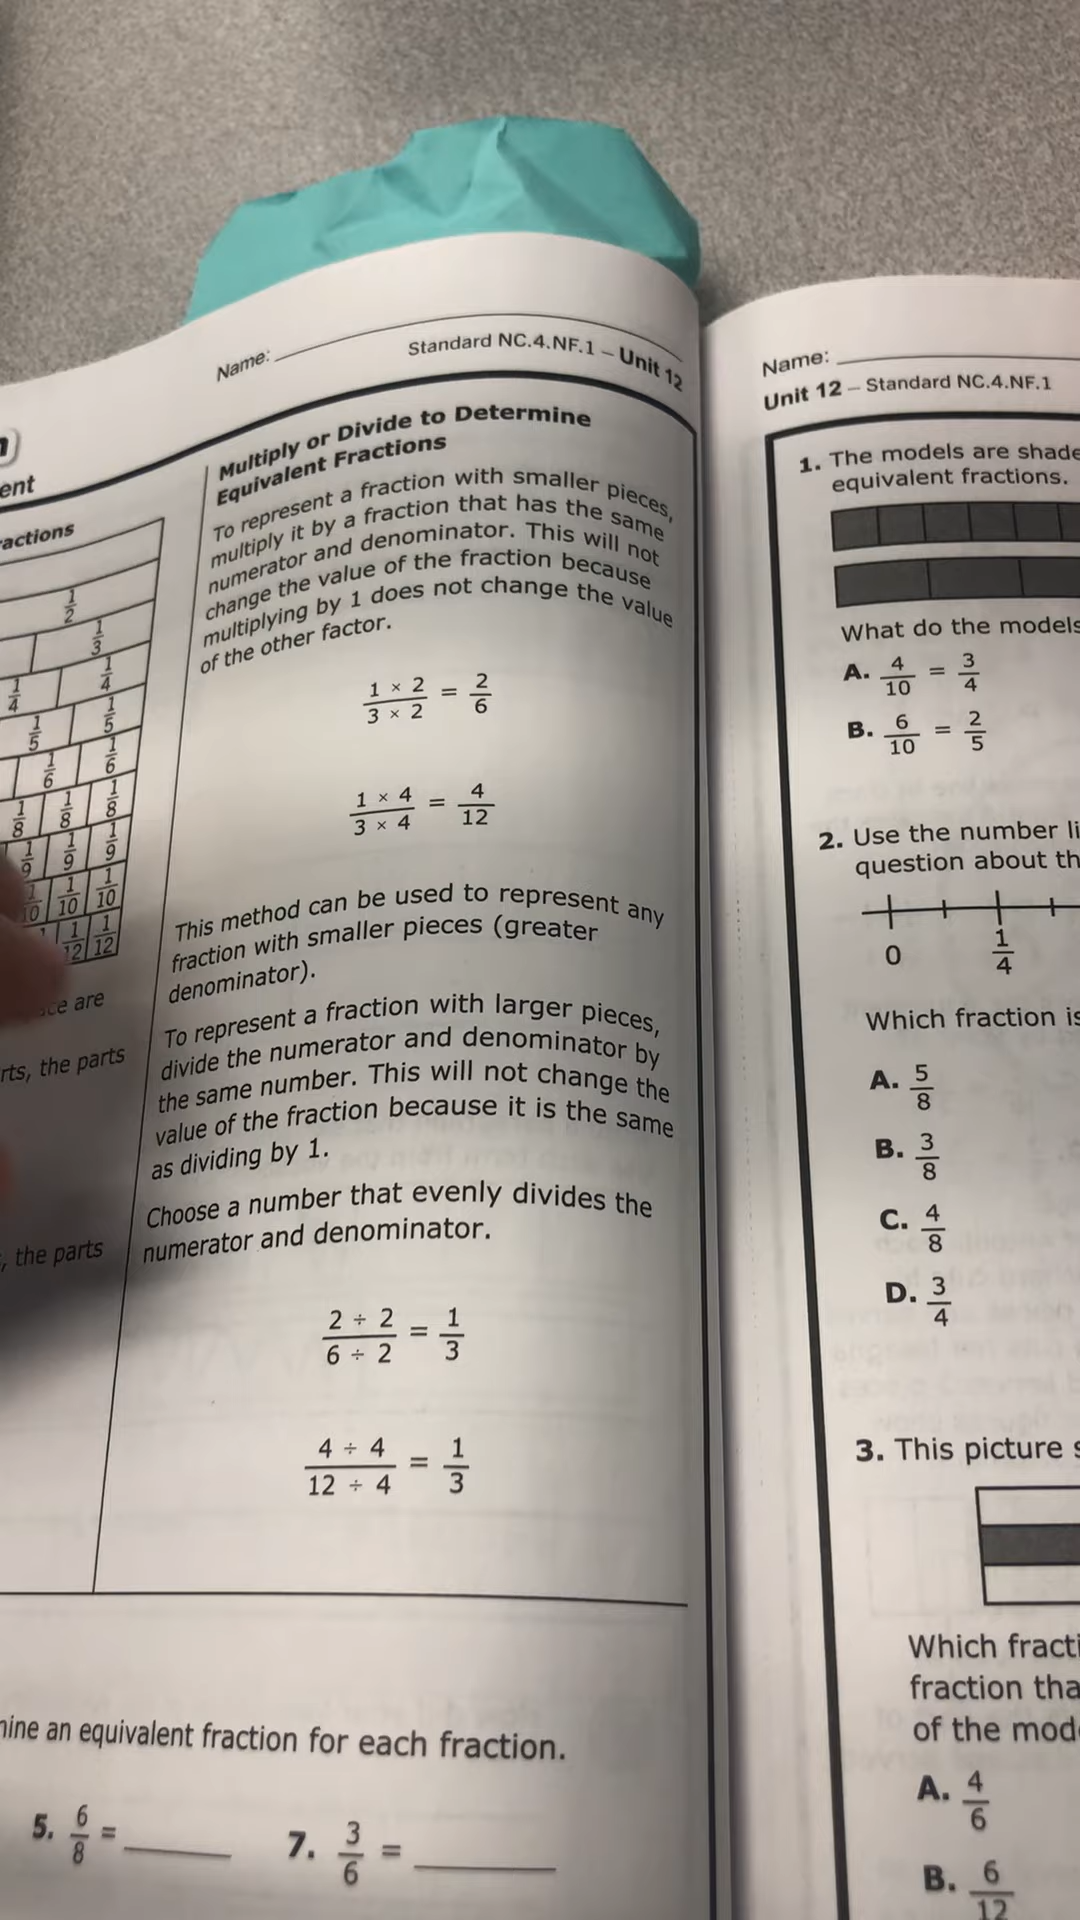 ent
actions
1/2
1/3
1/4 1/4
1/5 1/5
1/6 1/6
1/8 1/8 1/8
1/9 1/9 1/9
1/10 1/10 1/10
1/12 1/12
are
rts, the parts
, the parts
Name:
Standard NC.4.NF.1 – Unit 12
Multiply or Divide to Determine
Equivalent Fractions
To represent a fraction with smaller pieces,
multiply it by a fraction that has the same
numerator and denominator. This will not
change the value of the fraction because
multiplying by 1 does not change the value
of the other factor.
1 × 2 / 3 × 2 = 2/6
1 × 4 / 3 × 4 = 4/12
This method can be used to represent any
fraction with smaller pieces (greater
denominator).
To represent a fraction with larger pieces,
divide the numerator and denominator by
the same number. This will not change the
value of the fraction because it is the same
as dividing by 1.
Choose a number that evenly divides the
numerator and denominator.
2 ÷ 2 / 6 ÷ 2 = 1/3
4 ÷ 4 / 12 ÷ 4 = 1/3
ine an equivalent fraction for each fraction.
5. 6/8 = ____ 7. 3/6 = ____
Name:
Unit 12 – Standard NC.4.NF.1
1. The models are shade
equivalent fractions.
What do the models
A. 4/10 = 3/4
B. 6/10 = 2/5
2. Use the number li
question about th
0 1/4
Which fraction is
A. 5/8
B. 3/8
C. 4/8
D. 3/4
3. This picture s
Which fracti
fraction tha
of the mod
A. 4/6
B. 6/12